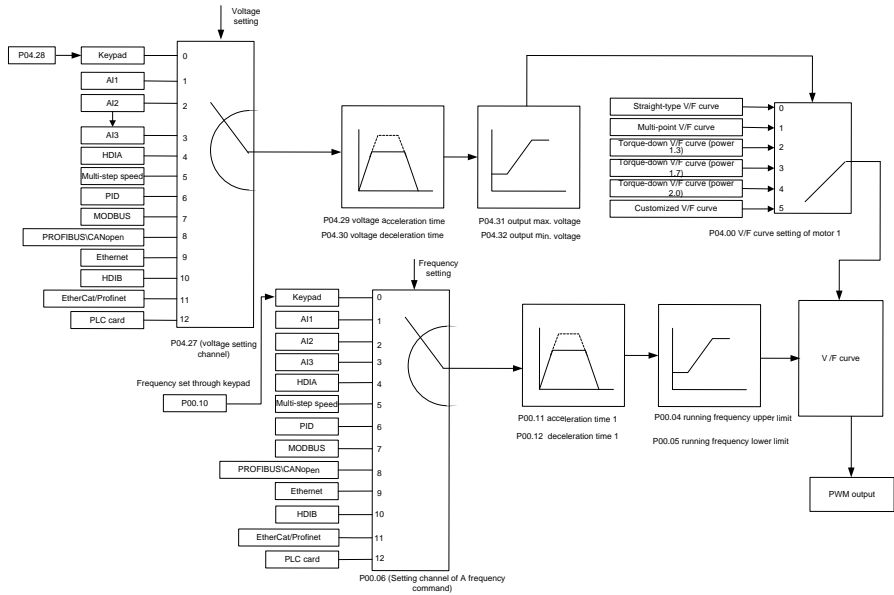 Voltage
setting
P04.28
Keypad
0
AI1
1
AI2
2
AI3
3
HDIA
4
Multi-step speed
5
PID
6
MODBUS
7
PROFIBUS\CANopen
8
Ethernet
9
HDIB
10
EtherCat/Profinet
11
PLC card
12
P04.27 (voltage setting
channel)
P04.29 voltage acceleration time
P04.30 voltage deceleration time
P04.31 output max. voltage
P04.32 output min. voltage
Straight-type V/F curve
0
Multi-point V/F curve
1
Torque-down V/F curve (power
1.3)
2
Torque-down V/F curve (power
1.7)
3
Torque-down V/F curve (power
2.0)
4
Customized V/F curve
5
P04.00 V/F curve setting of motor 1
Frequency
setting
Frequency set through keypad
P00.10
Keypad
0
AI1
1
AI2
2
AI3
3
HDIA
4
Multi-step speed
5
PID
6
MODBUS
7
PROFIBUS\CANopen
8
Ethernet
9
HDIB
10
EtherCat/Profinet
11
PLC card
12
P00.06 (Setting channel of A frequency
command)
P00.11 acceleration time 1
P00.12 deceleration time 1
P00.04 running frequency upper limit
P00.05 running frequency lower limit
V /F curve
PWM output